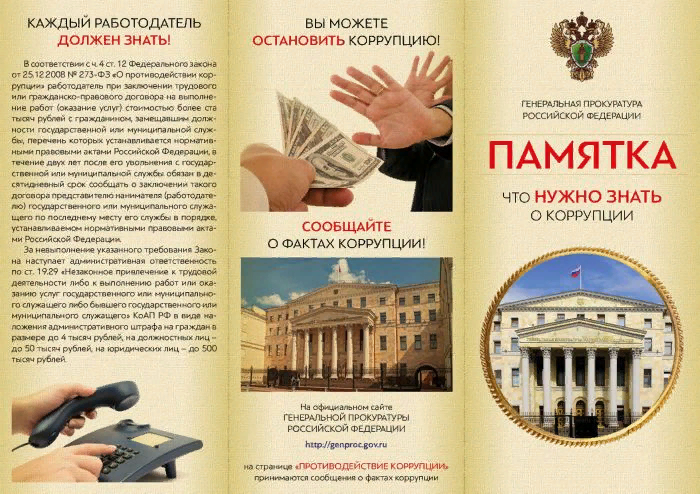 КАЖДЫЙ РАБОТОДАТЕЛЬ
ДОЛЖЕН ЗНАТЬ!
В соответствии с ч. 4 ст. 12 Федерального закона
от 25.12.2008 № 273-ФЗ «О противодействии кор-
рупции» работодатель при заключении трудового
или гражданско-правового договора на выполне-
ние работ (оказание услуг) стоимостью более ста
тысяч рублей с гражданином, замещавшим долж-
ности государственной или муниципальной служ-
бы, перечень которых устанавливается норматив-
ными правовыми актами Российской Федерации, в
течение двух лет после его увольнения с государ-
ственной или муниципальной службы обязан в де-
сятидневный срок сообщать о заключении такого
договора представителю нанимателя (работодате-
лю) государственного или муниципального служа-
щего по последнему месту его службы в порядке,
устанавливаемом нормативными правовыми акта-
ми Российской Федерации.
За невыполнение указанного требования Зако-
на наступает административная ответственность
по ст. 19.29 «Незаконное привлечение к трудовой
деятельности либо к выполнению работ или ока-
занию услуг государственного или муниципально-
го служащего либо бывшего государственного или
муниципального служащего» КоАП РФ в виде на-
ложения административного штрафа на граждан в
размере до 4 тысяч рублей, на должностных лиц –
до 50 тысяч рублей, на юридических лиц – до 500
тысяч рублей.
ВЫ МОЖЕТЕ
ОСТАНОВИТЬ КОРРУПЦИЮ!
СООБЩАЙТЕ
О ФАКТАХ КОРРУПЦИИ!
На официальном сайте
ГЕНЕРАЛЬНОЙ ПРОКУРАТУРЫ
РОССИЙСКОЙ ФЕДЕРАЦИИ
http://genproc.gov.ru
на странице «ПРОТИВОДЕЙСТВИЕ КОРРУПЦИИ»
принимаются сообщения о фактах коррупции
ГЕНЕРАЛЬНАЯ ПРОКУРАТУРА
РОССИЙСКОЙ ФЕДЕРАЦИИ
ПАМЯТКА
ЧТО НУЖНО ЗНАТЬ
О КОРРУПЦИИ